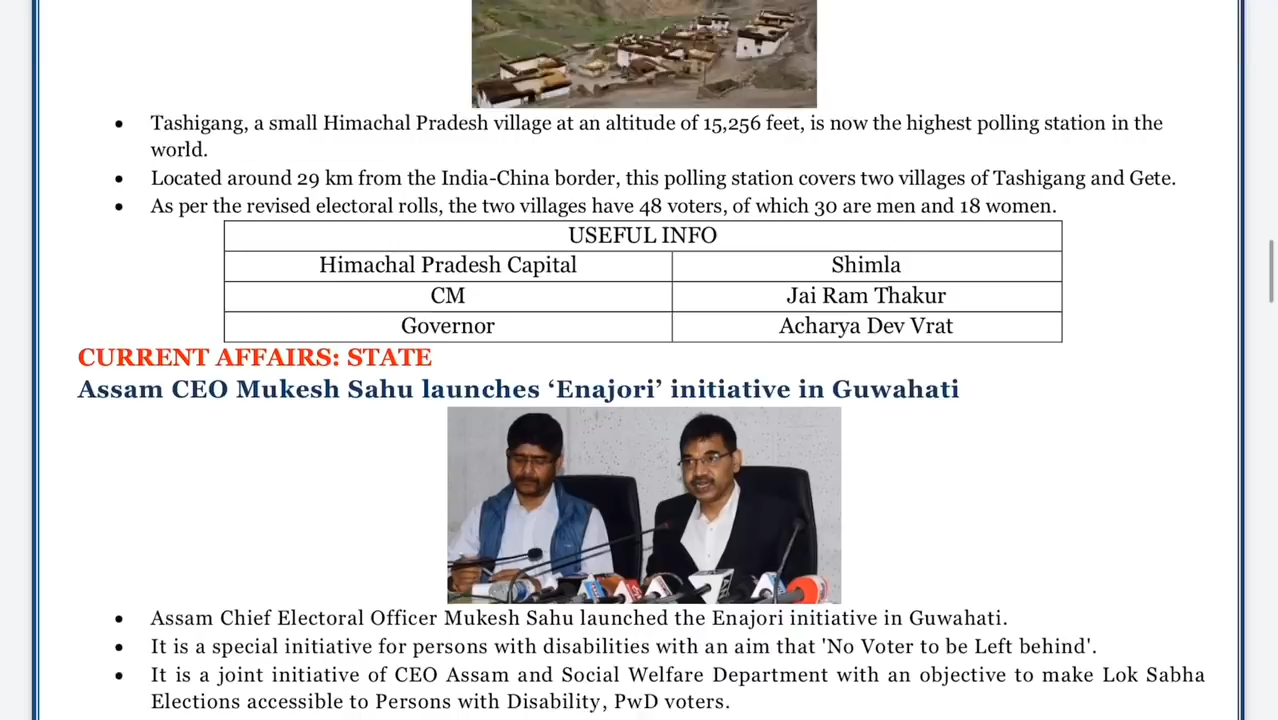 Tashigang, a small Himachal Pradesh village at an altitude of 15,256 feet, is now the highest polling station in the
world.
Located around 29 km from the India-China border, this polling station covers two villages of Tashigang and Gete.
As per the revised electoral rolls, the two villages have 48 voters, of which 30 are men and 18 women.
USEFUL INFO
Himachal Pradesh Capital Shimla
CM Jai Ram Thakur
Governor Acharya Dev Vrat
CURRENT AFFAIRS: STATE
Assam CEO Mukesh Sahu launches ‘Enajori’ initiative in Guwahati
Assam Chief Electoral Officer Mukesh Sahu launched the Enajori initiative in Guwahati.
It is a special initiative for persons with disabilities with an aim that 'No Voter to be Left behind'.
It is a joint initiative of CEO Assam and Social Welfare Department with an objective to make Lok Sabha
Elections accessible to Persons with Disability, PwD voters.